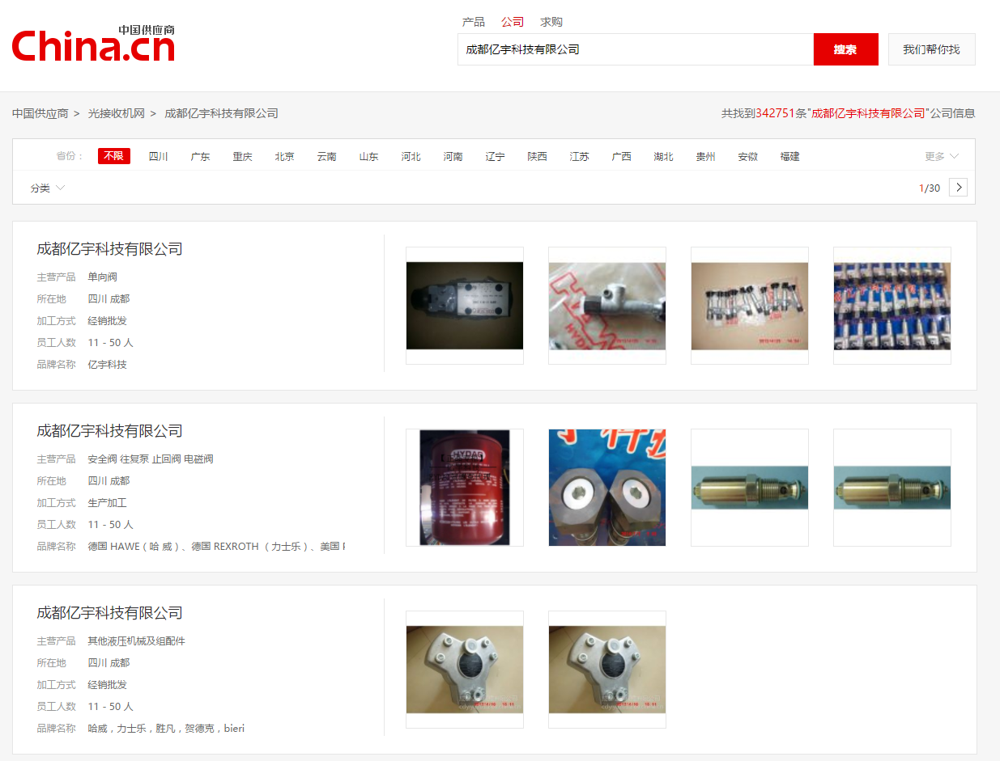 中国供应商
China.cn
产品 公司 求购
成都亿宇科技有限公司 搜索 我们帮你找
中国供应商 > 光接收机网 > 成都亿宇科技有限公司
共找到342751条"成都亿宇科技有限公司"公司信息
省份： 不限 四川 广东 重庆 北京 云南 山东 河北 河南 辽宁 陕西 江苏 广西 湖北 贵州 安徽 福建 更多
分类 1/30
成都亿宇科技有限公司
主营产品 单向阀
所在地 四川 成都
加工方式 经销批发
员工人数 11 - 50 人
品牌名称 亿宇科技
成都亿宇科技有限公司
主营产品 安全阀 往复泵 止回阀 电磁阀
所在地 四川 成都
加工方式 生产加工
员工人数 11 - 50 人
品牌名称 德国 HAWE ( 哈 威 ) 、德国 REXROTH （ 力士乐 ) 、美国
HYDAC
成都亿宇科技有限公司
主营产品 其他液压机械及组配件
所在地 四川 成都
加工方式 经销批发
员工人数 11 - 50 人
品牌名称 哈威，力士乐，胜凡，贺德克，bieri